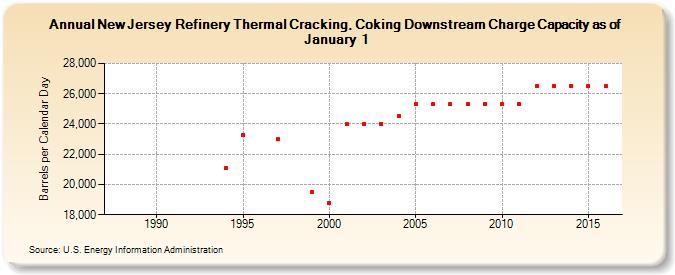 Annual New Jersey Refinery Thermal Cracking, Coking Downstream Charge Capacity as of
January 1
Barrels per Calendar Day
28,000
26,000
24,000
22,000
20,000
18,000
1990 1995 2000 2005 2010 2015
Source: U.S. Energy Information Administration